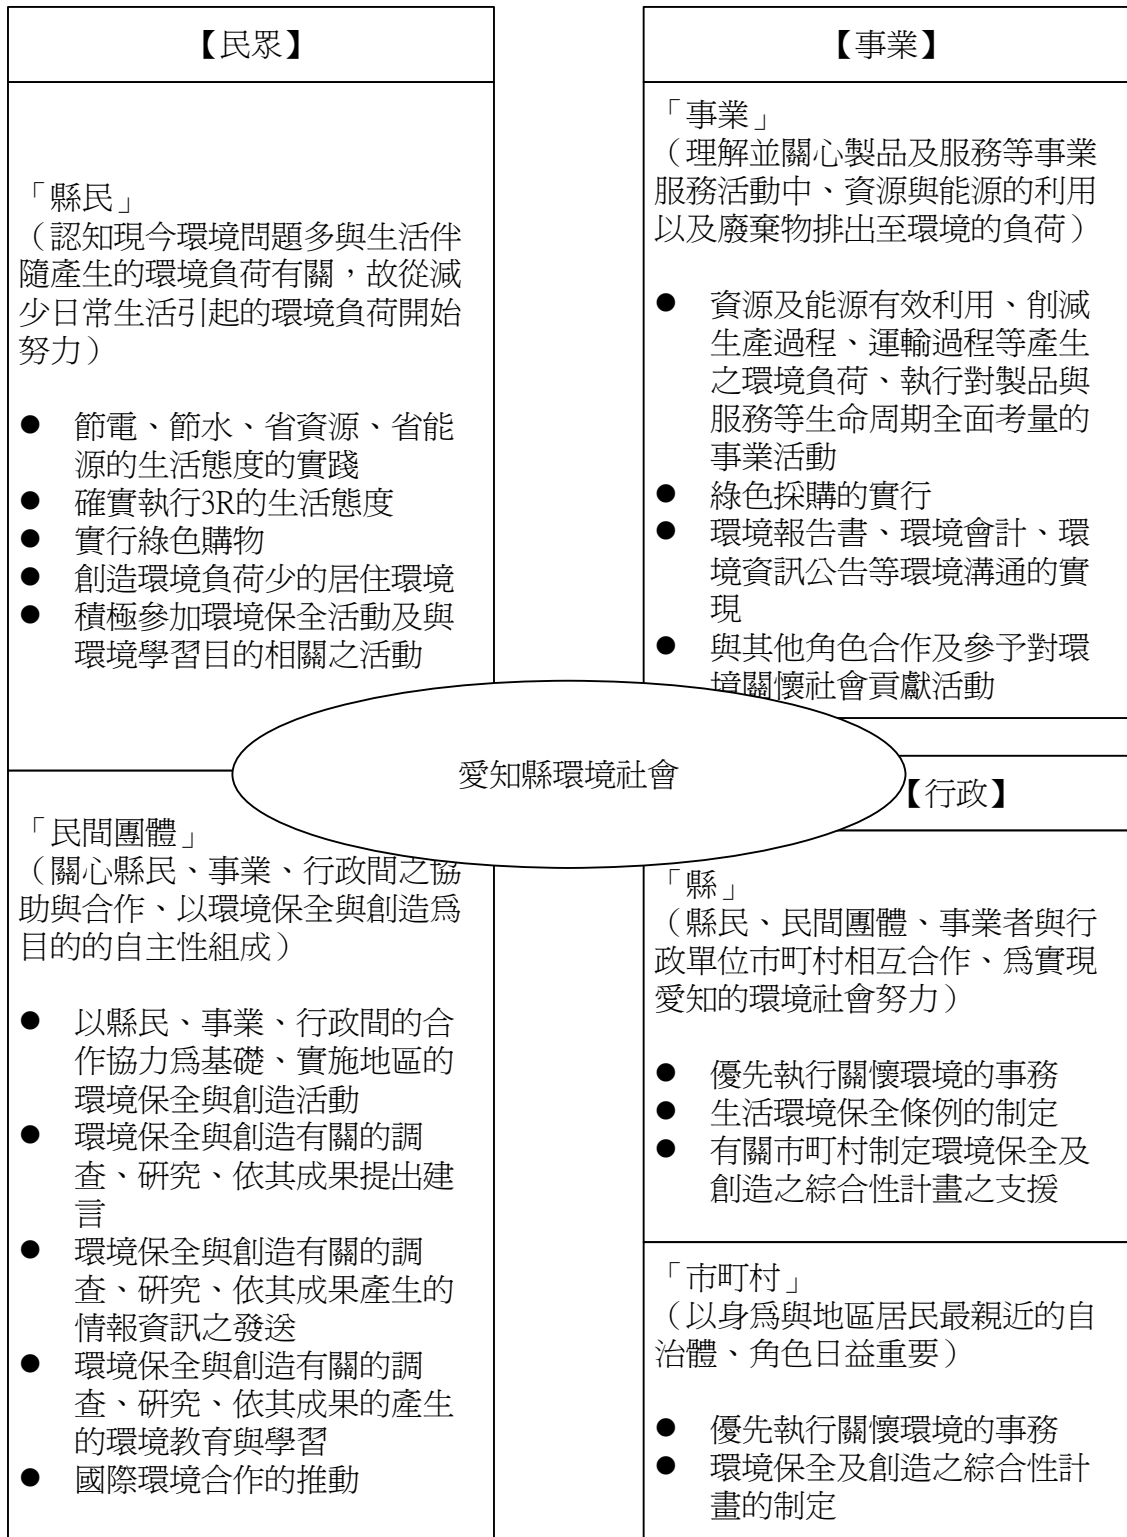 【民眾】
「縣民」
（認知現今環境問題多與生活伴
隨產生的環境負荷有關，故從減
少日常生活引起的環境負荷開始
努力）
● 節電、節水、省資源、省能
源的生活態度的實踐
● 確實執行3R的生活態度
● 實行綠色購物
● 創造環境負荷少的居住環境
● 積極參加環境保全活動及與
環境學習目的相關之活動
「民間團體」
（關心縣民、事業、行政間之協
助與合作、以環境保全與創造為
目的的自主性組成）
● 以縣民、事業、行政間的合
作協力為基礎、實施地區的
環境保全與創造活動
● 環境保全與創造有關的調
查、研究、依其成果提出建
言
● 環境保全與創造有關的調
查、研究、依其成果產生的
情報資訊之發送
● 環境保全與創造有關的調
查、研究、依其成果的產生
的環境教育與學習
● 國際環境合作的推動
愛知縣環境社會
【事業】
「事業」
（理解並關心製品及服務等事業
服務活動中、資源與能源的利用
以及廢棄物排出至環境的負荷）
● 資源及能源有效利用、削減
生產過程、運輸過程等產生
之環境負荷、執行對製品與
服務等生命周期全面考量的
事業活動
● 綠色採購的實行
● 環境報告書、環境會計、環
境資訊公告等環境溝通的實
現
● 與其他角色合作及參予對環
境關懷社會貢獻活動
【行政】
「縣」
（縣民、民間團體、事業者與行
政單位市町村相互合作、為實現
愛知的環境社會努力）
● 優先執行關懷環境的事務
● 生活環境保全條例的制定
● 有關市町村制定環境保全及
創造之綜合性計畫之支援
「市町村」
（以身為與地區居民最親近的自
治體、角色日益重要）
● 優先執行關懷環境的事務
● 環境保全及創造之綜合性計
畫的制定